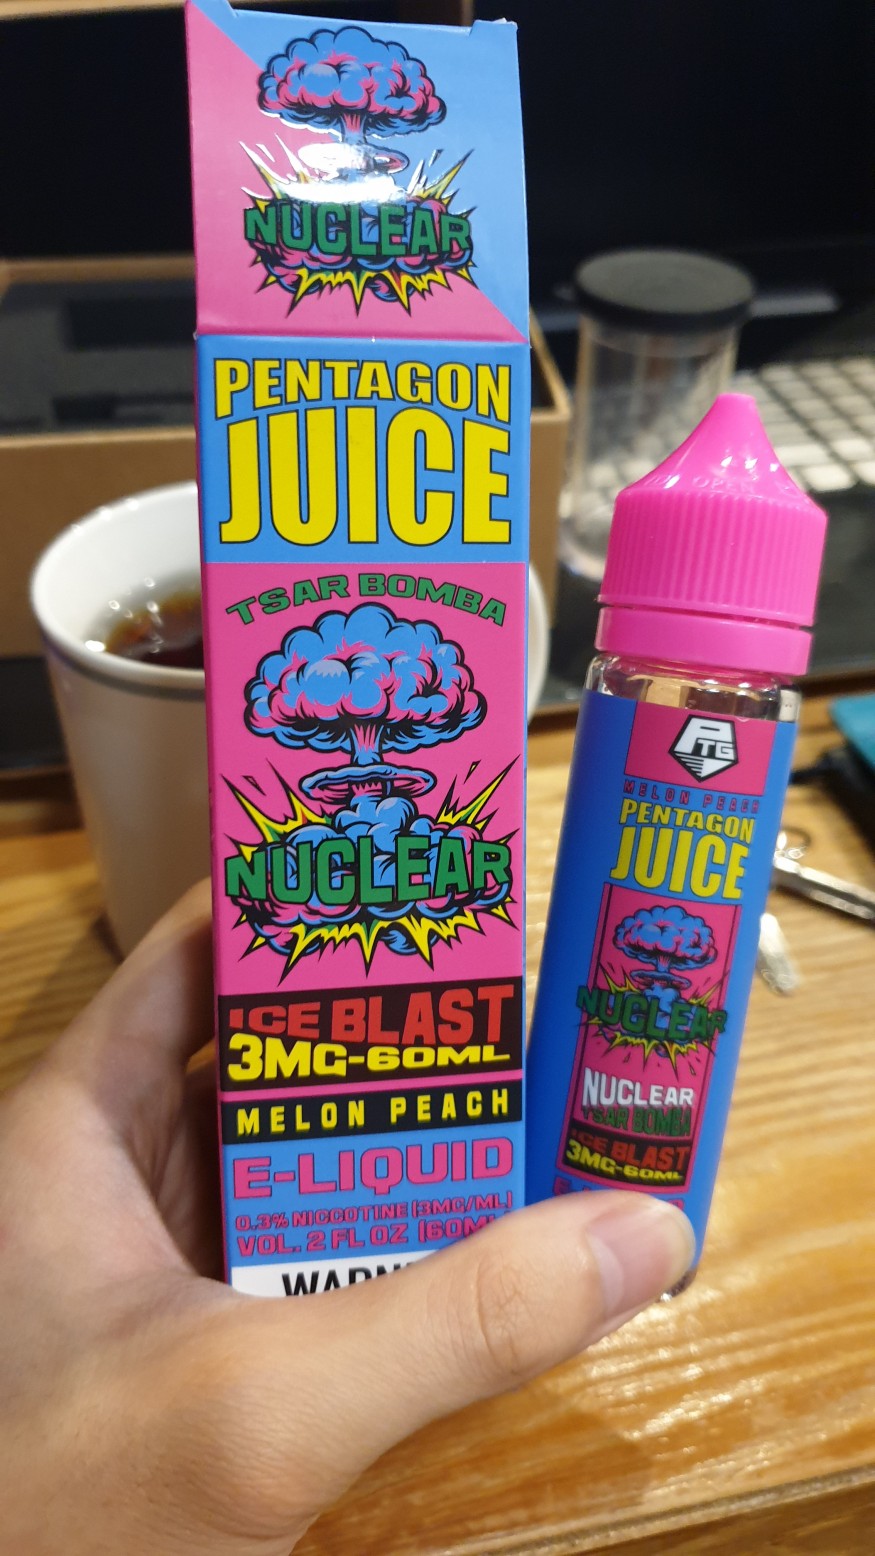 NUCLEAR
PENTAGON
JUICE
TSAR BOMBA
NUCLEAR
ICE BLAST
3MG-60ML
MELON PEACH
E-LIQUID
0.3% NICCOTINE (3MG/ML)
VOL. 2 FL OZ (60ML
PTG
MELON PEACH
PENTAGON
JUICE
NUCLEAR
NUCLEAR
TSAR BOMBA
ICE BLAST
3MG-60ML